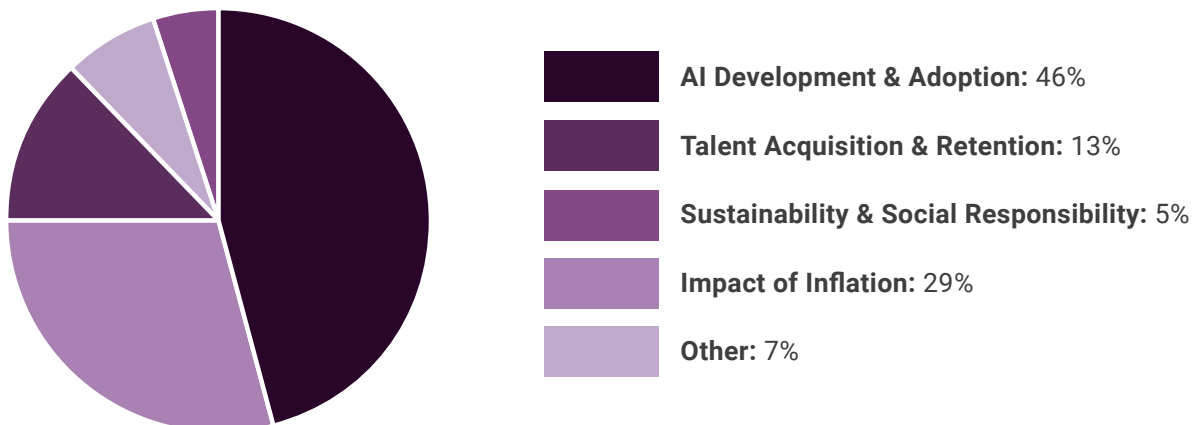 AI Development & Adoption: 46%
Talent Acquisition & Retention: 13%
Sustainability & Social Responsibility: 5%
Impact of Inflation: 29%
Other: 7%